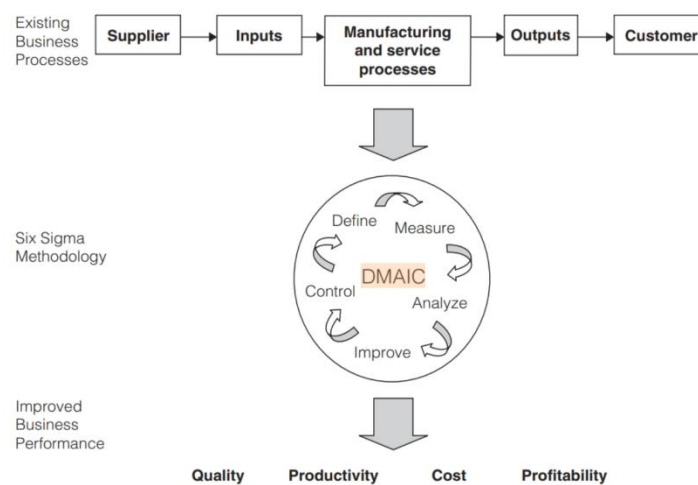 Existing
Business
Processes
Supplier
Inputs
Manufacturing
and service
processes
Outputs
Customer
Six Sigma
Methodology
Define
Measure
DMAIC
Control
Analyze
Improve
Improved
Business
Performance
Quality Productivity Cost Profitability